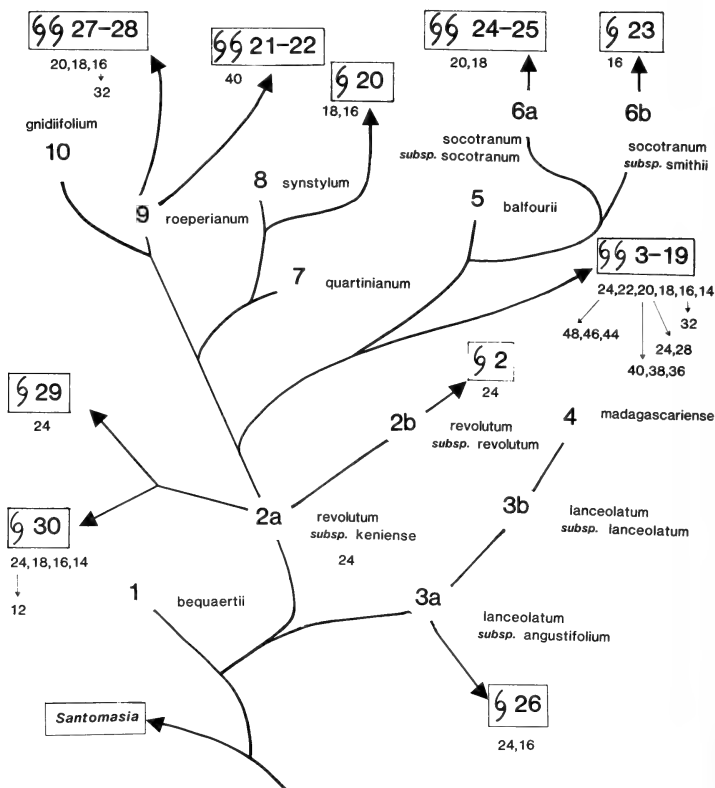 §§ 27-28
20,18,16
32
§§ 21-22
40
§ 20
18,16
§§ 24-25
20,18
§ 23
16
gnidiifolium
10
6a
socotranum
subsp. socotranum
6b
socotranum
subsp. smithii
9
roeperianum
8
synstylum
5
balfourii
7
quartinianum
§§ 3-19
24,22,20,18,16,14
48,46,44
32
24,28
40,38,36
§ 2
24
§ 29
24
2b
revolutum
subsp. revolutum
4
madagascariense
§ 30
24,18,16,14
12
2a
revolutum
subsp. keniense
24
3b
lanceolatum
subsp. lanceolatum
1
bequaertii
3a
lanceolatum
subsp. angustifolium
Santomasia
§ 26
24,16